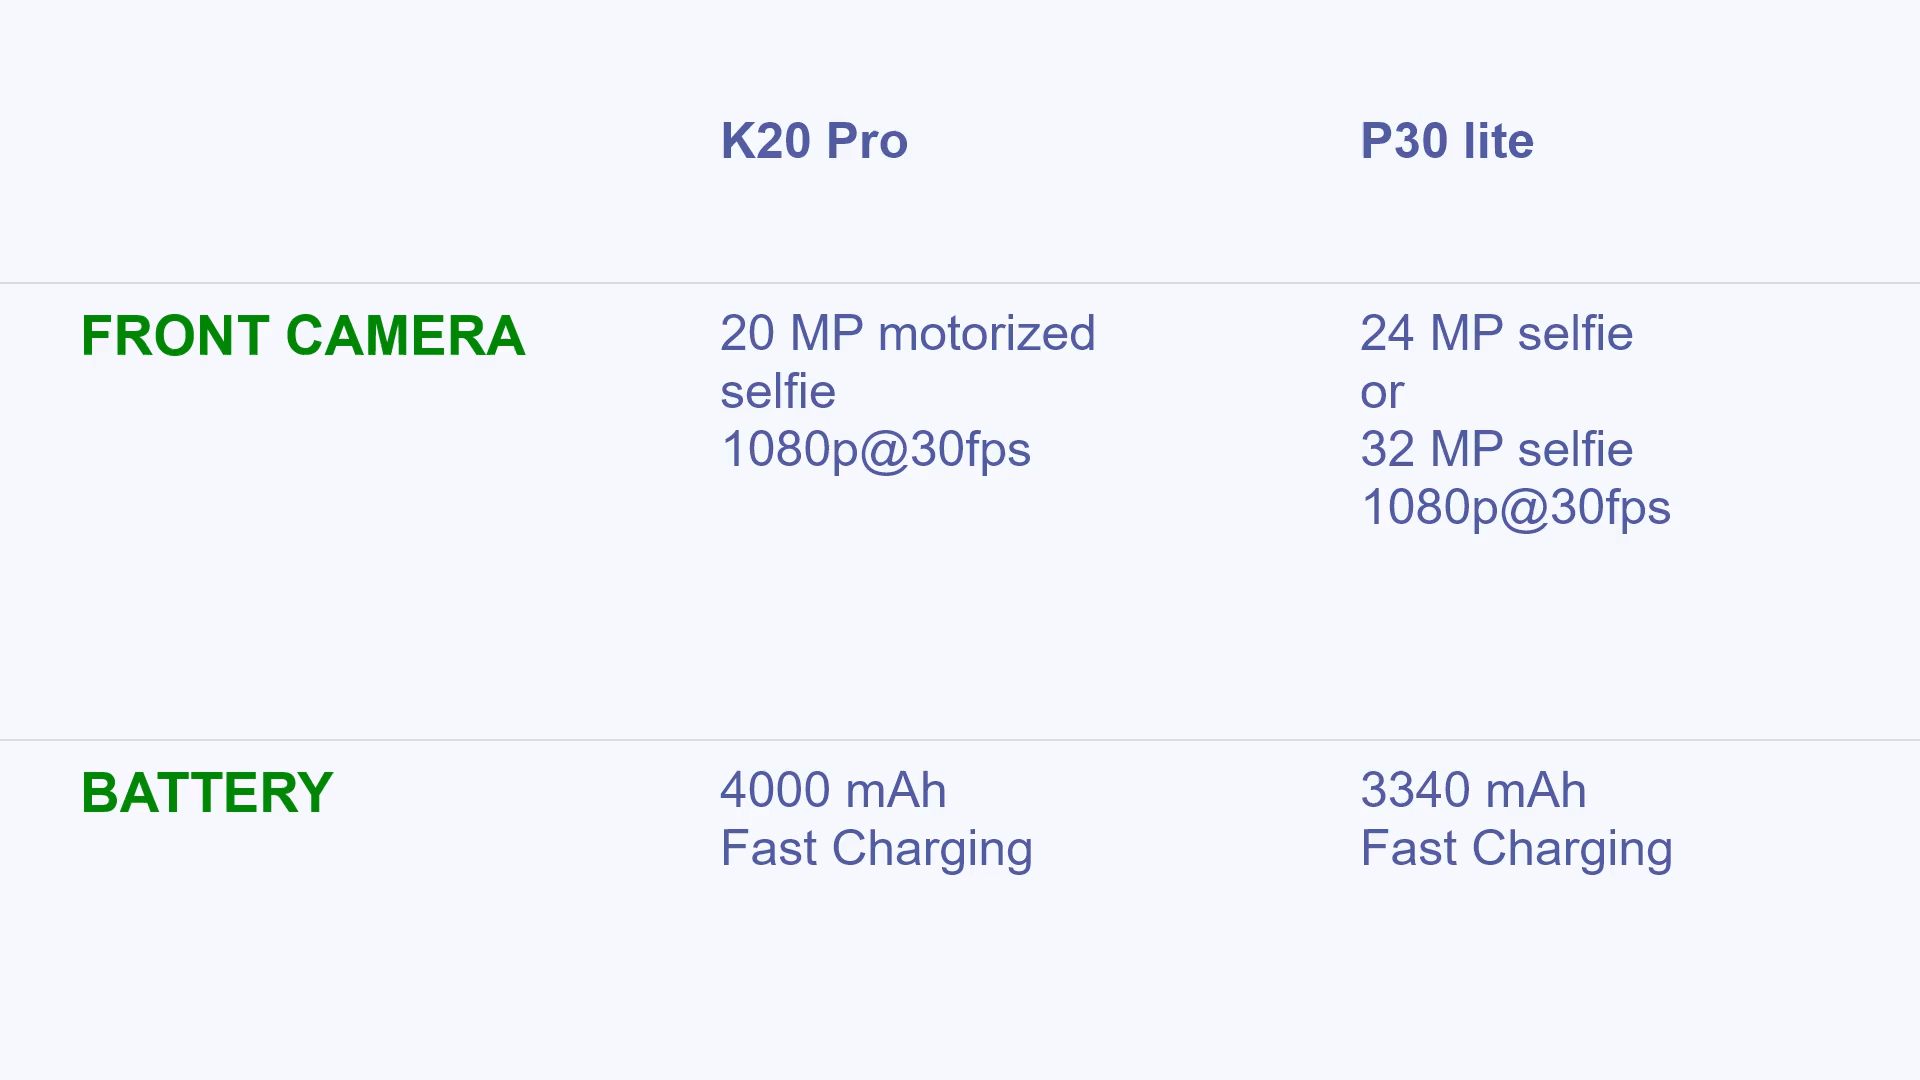 K20 Pro
P30 lite
FRONT CAMERA
20 MP motorized
selfie
1080p@30fps
24 MP selfie
or
32 MP selfie
1080p@30fps
BATTERY
4000 mAh
Fast Charging
3340 mAh
Fast Charging